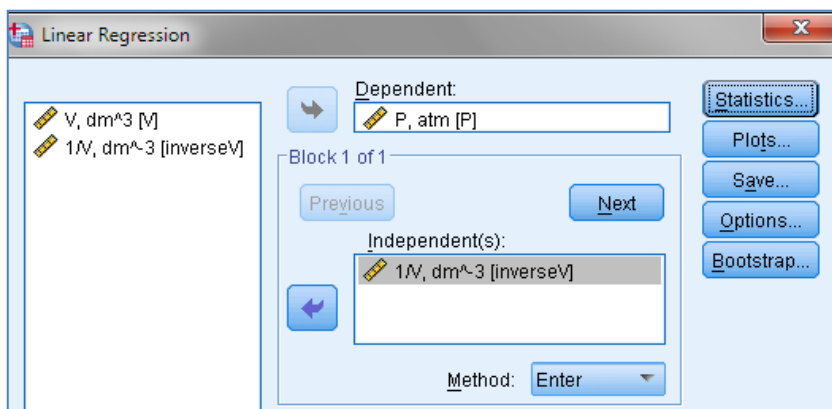 Linear Regression
V, dm^3 [V]
1/V, dm^-3 [inverseV]
Dependent:
P, atm [P]
Block 1 of 1
Previous
Next
Independent(s):
1/V, dm^-3 [inverseV]
Method:
Enter
Statistics...
Plots...
Save...
Options...
Bootstrap...